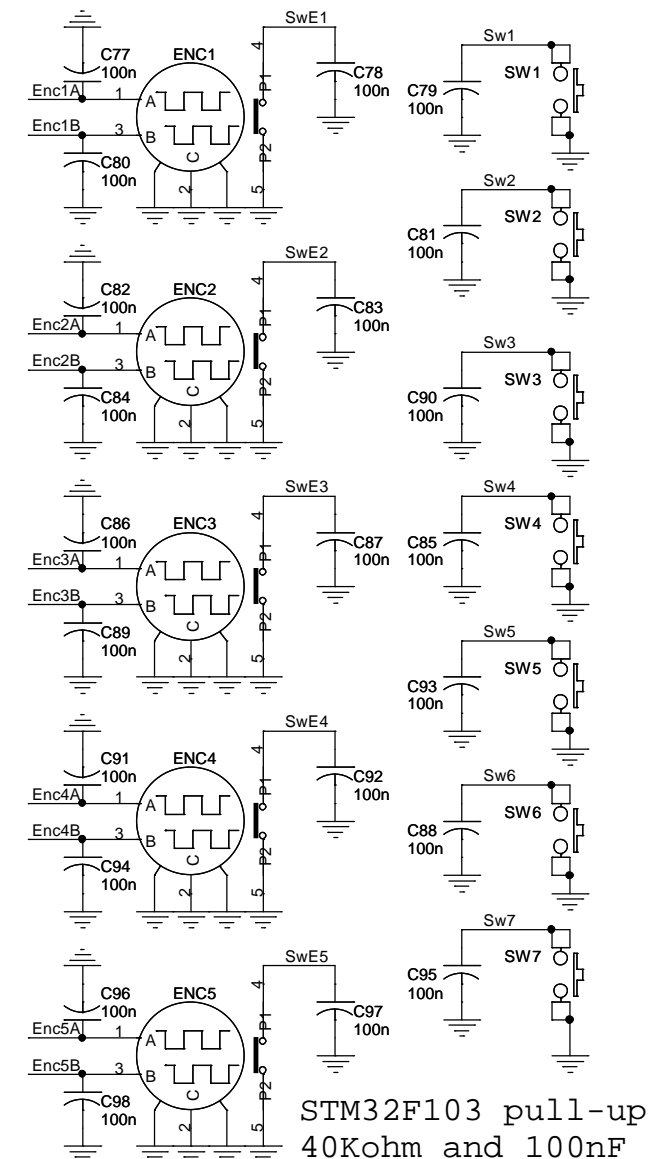 SwE1
C77
100n
ENC1
4
P1
C78
100n
Enc1A
1
A
Enc1B
3
B
C
P2
C80
100n
2
5
Sw1
SW1
C79
100n
Sw2
SW2
C81
100n
SwE2
C82
100n
ENC2
4
P1
C83
100n
Enc2A
1
A
Enc2B
3
B
C
P2
C84
100n
2
5
Sw3
SW3
C90
100n
SwE3
C86
100n
ENC3
4
P1
C87
100n
Enc3A
1
A
Enc3B
3
B
C
P2
C89
100n
2
5
Sw4
SW4
C85
100n
Sw5
SW5
C93
100n
SwE4
C91
100n
ENC4
4
P1
C92
100n
Enc4A
1
A
Enc4B
3
B
C
P2
C94
100n
2
5
Sw6
SW6
C88
100n
Sw7
SW7
C95
100n
SwE5
C96
100n
ENC5
4
P1
C97
100n
Enc5A
1
A
Enc5B
3
B
C
P2
C98
100n
2
5
STM32F103 pull-up
40Kohm and 100nF